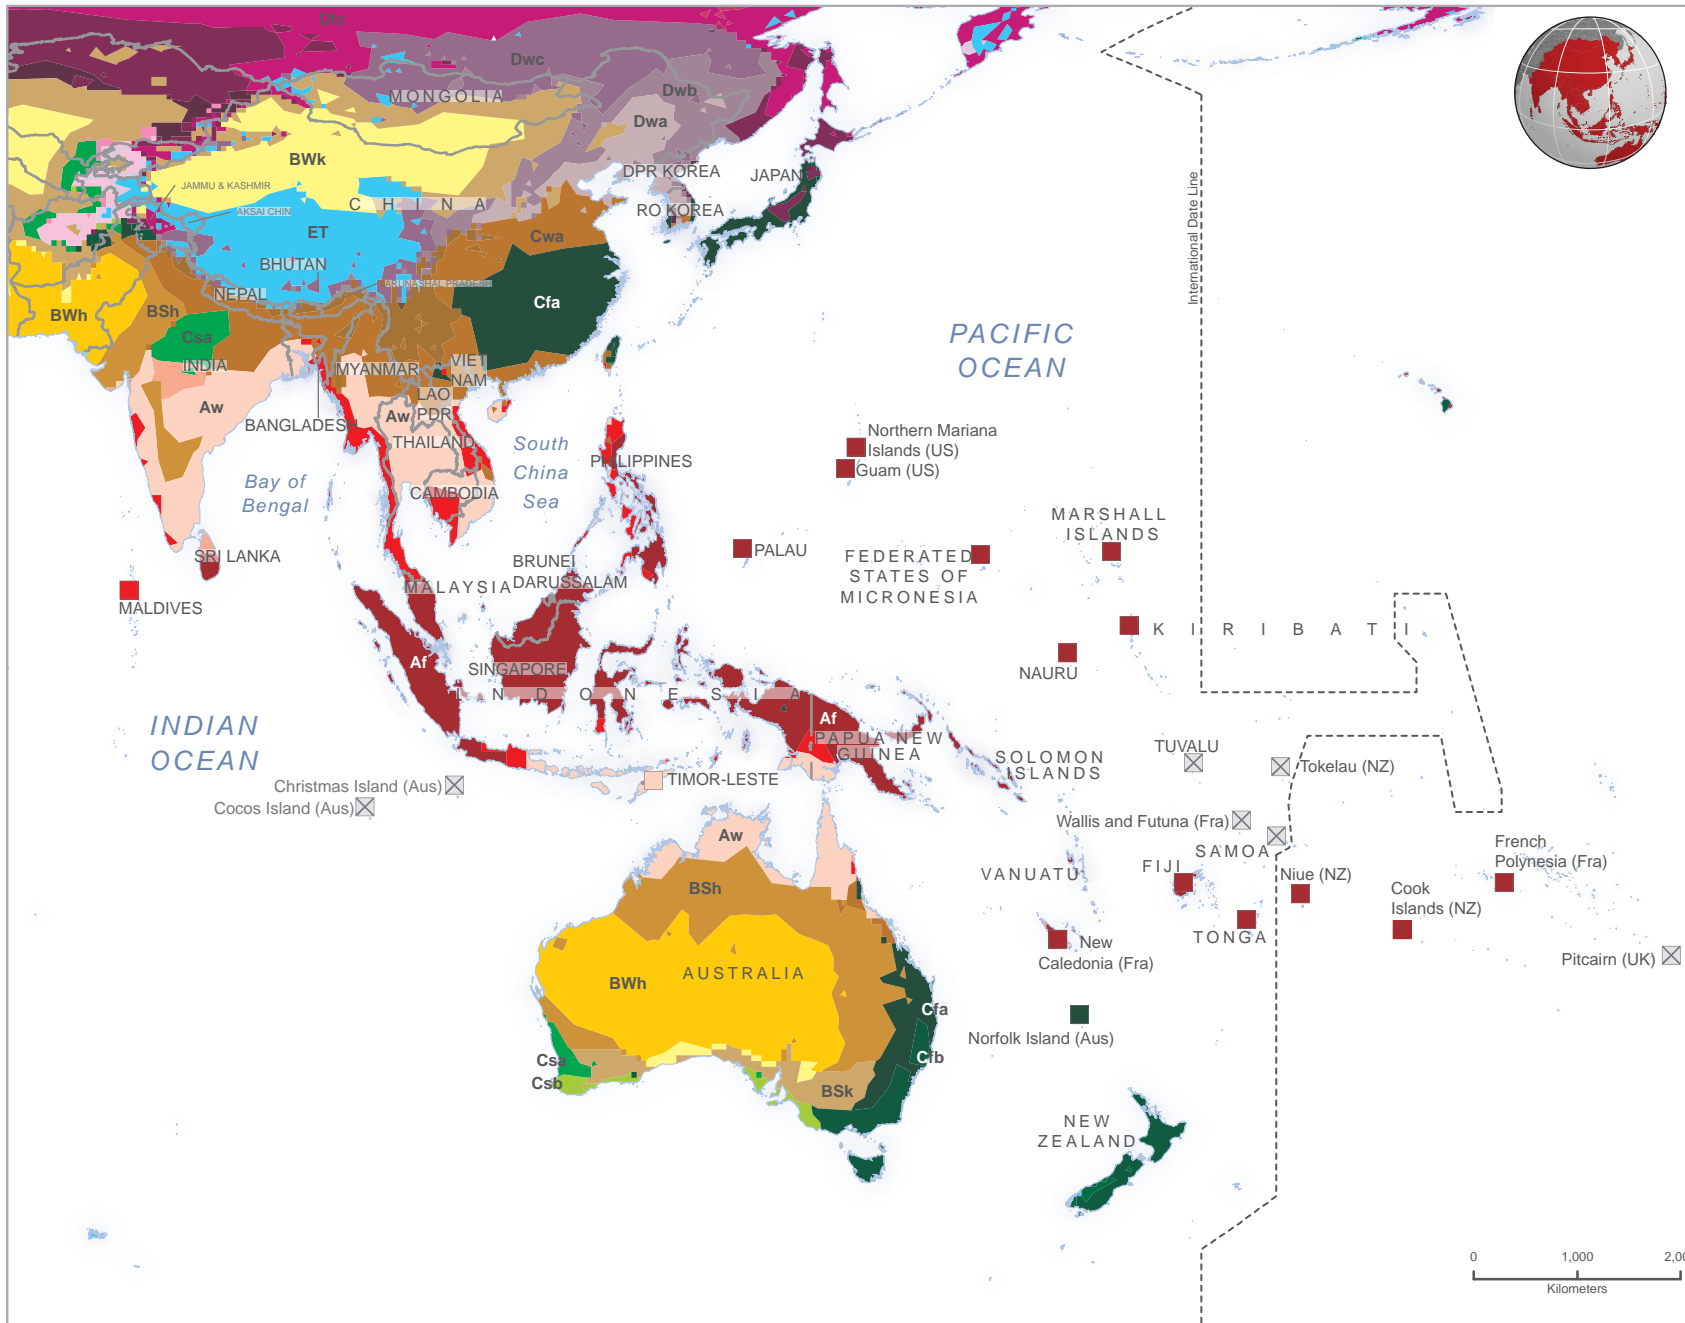 Dfc
Dwc
MONGOLIA
Dwb
Dwa
BWk
DPR KOREA
JAPAN
JAMMU & KASHMIR
CHINA
AKSAI CHIN
RO KOREA
ET
Cwa
BHUTAN
ARUNASHAL PRADESH
NEPAL
International Date Line
BSh
BWh
Cfa
Csa
PACIFIC
OCEAN
INDIA
MYANMAR
VIET
NAM
LAO
PDR
Aw
Aw
BANGLADESH
THAILAND
South
China
Sea
PHILIPPINES
Northern Mariana
Islands (US)
Guam (US)
Bay of
Bengal
CAMBODIA
MARSHALL
ISLANDS
SRI LANKA
PALAU
FEDERATED
STATES OF
MICRONESIA
BRUNEI
DARUSSALAM
MALAYSIA
MALDIVES
KIRIBATI
Af
SINGAPORE
NAURU
INDONESIA
INDIAN
OCEAN
Af
PAPUA NEW
GUINEA
SOLOMON
ISLANDS
TUVALU
Tokelau (NZ)
TIMOR-LESTE
Christmas Island (Aus)
Cocos Island (Aus)
Wallis and Futuna (Fra)
Aw
SAMOA
French
Polynesia (Fra)
VANUATU
FIJI
Niue (NZ)
Cook
Islands (NZ)
BSh
TONGA
New
Caledonia (Fra)
Pitcairn (UK)
AUSTRALIA
BWh
Cfa
Norfolk Island (Aus)
Csa
Cfb
Csb
BSk
NEW
ZEALAND
0 1,000 2,00
Kilometers